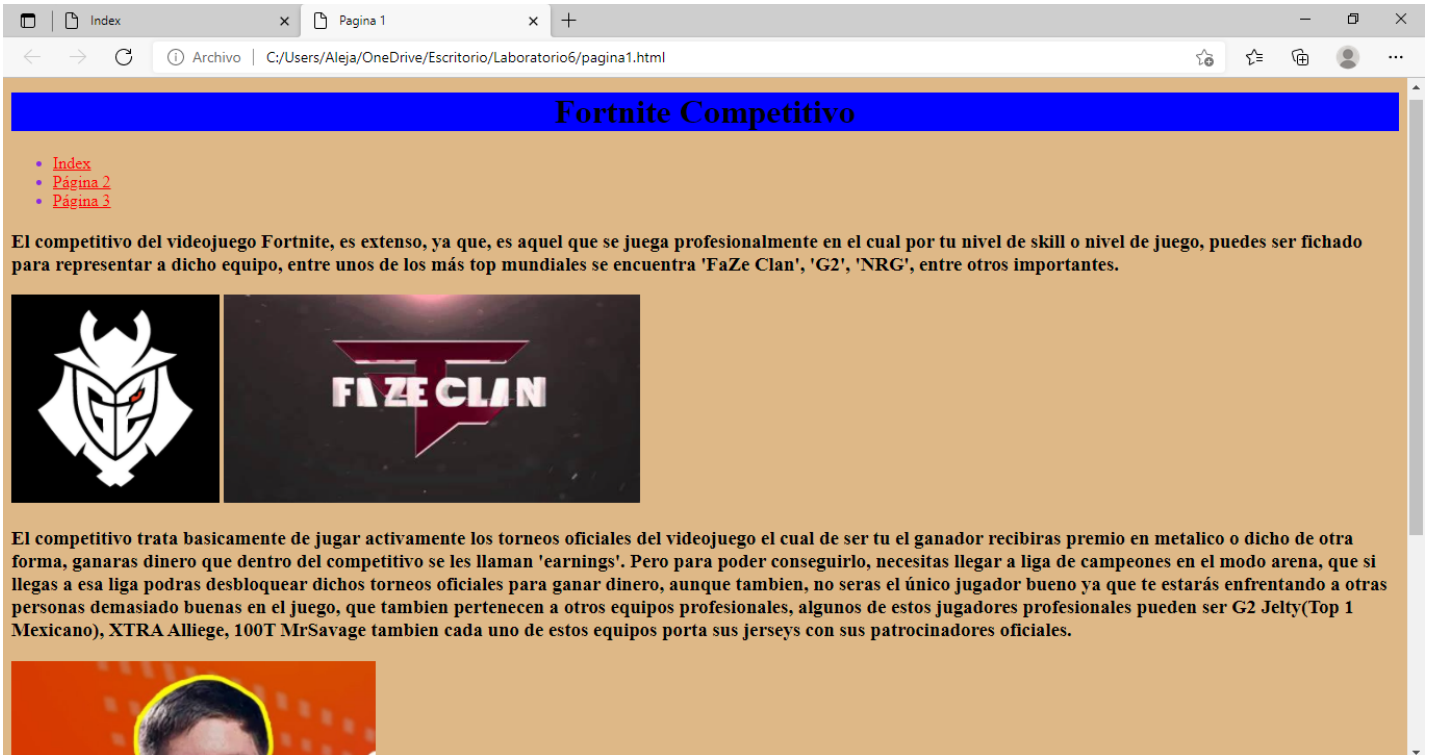 Index
Pagina 1
Archivo
C:/Users/Aleja/OneDrive/Escritorio/Laboratorio6/pagina1.html
Fortnite Competitivo
Index
Página 2
Página 3
El competitivo del videojuego Fortnite, es extenso, ya que, es aquel que se juega profesionalmente en el cual por tu nivel de skill o nivel de juego, puedes ser fichado
para representar a dicho equipo, entre unos de los más top mundiales se encuentra 'FaZe Clan', 'G2', 'NRG', entre otros importantes.
G2
FAZE CLAN
El competitivo trata basicamente de jugar activamente los torneos oficiales del videojuego el cual de ser tu el ganador recibiras premio en metalico o dicho de otra
forma, ganaras dinero que dentro del competitivo se les llaman 'earnings'. Pero para poder conseguirlo, necesitas llegar a liga de campeones en el modo arena, que si
llegas a esa liga podras desbloquear dichos torneos oficiales para ganar dinero, aunque tambien, no seras el único jugador bueno ya que te estarás enfrentando a otras
personas demasiado buenas en el juego, que tambien pertenecen a otros equipos profesionales, algunos de estos jugadores profesionales pueden ser G2 Jelty(Top 1
Mexicano), XTRA Alliege, 100T MrSavage tambien cada uno de estos equipos porta sus jerseys con sus patrocinadores oficiales.